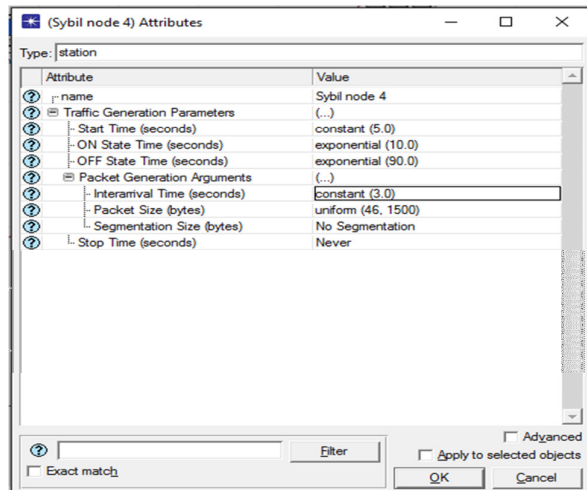 (Sybil node 4) Attributes
Type: station
Attribute Value
name Sybil node 4
Traffic Generation Parameters (...)
Start Time (seconds) constant (5.0)
ON State Time (seconds) exponential (10.0)
OFF State Time (seconds) exponential (90.0)
Packet Generation Arguments (...)
Interarrival Time (seconds) constant (3.0)
Packet Size (bytes) uniform (46, 1500)
Segmentation Size (bytes) No Segmentation
Stop Time (seconds) Never
Advanced
Filter
Apply to selected objects
Exact match
OK Cancel